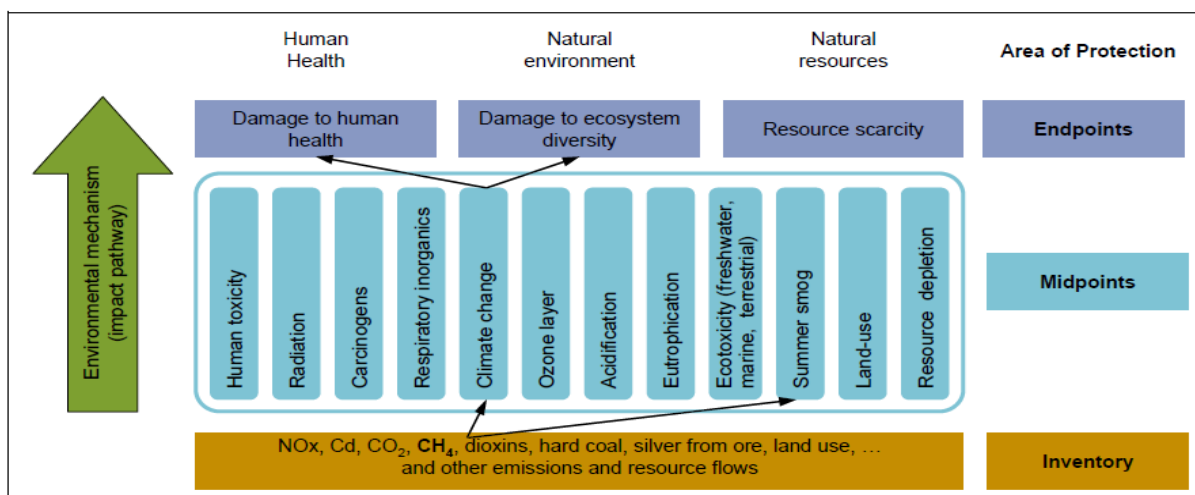 Human
Health
Natural
environment
Natural
resources
Area of Protection
Damage to human
health
Damage to ecosystem
diversity
Resource scarcity
Endpoints
Environmental mechanism
(impact pathway)
Human toxicity
Radiation
Carcinogens
Respiratory inorganics
Climate change
Ozone layer
Acidification
Eutrophication
Ecotoxicity (freshwater,
marine, terrestrial)
Summer smog
Land-use
Resource depletion
Midpoints
NOx, Cd, CO₂, CH₄, dioxins, hard coal, silver from ore, land use, ...
and other emissions and resource flows
Inventory